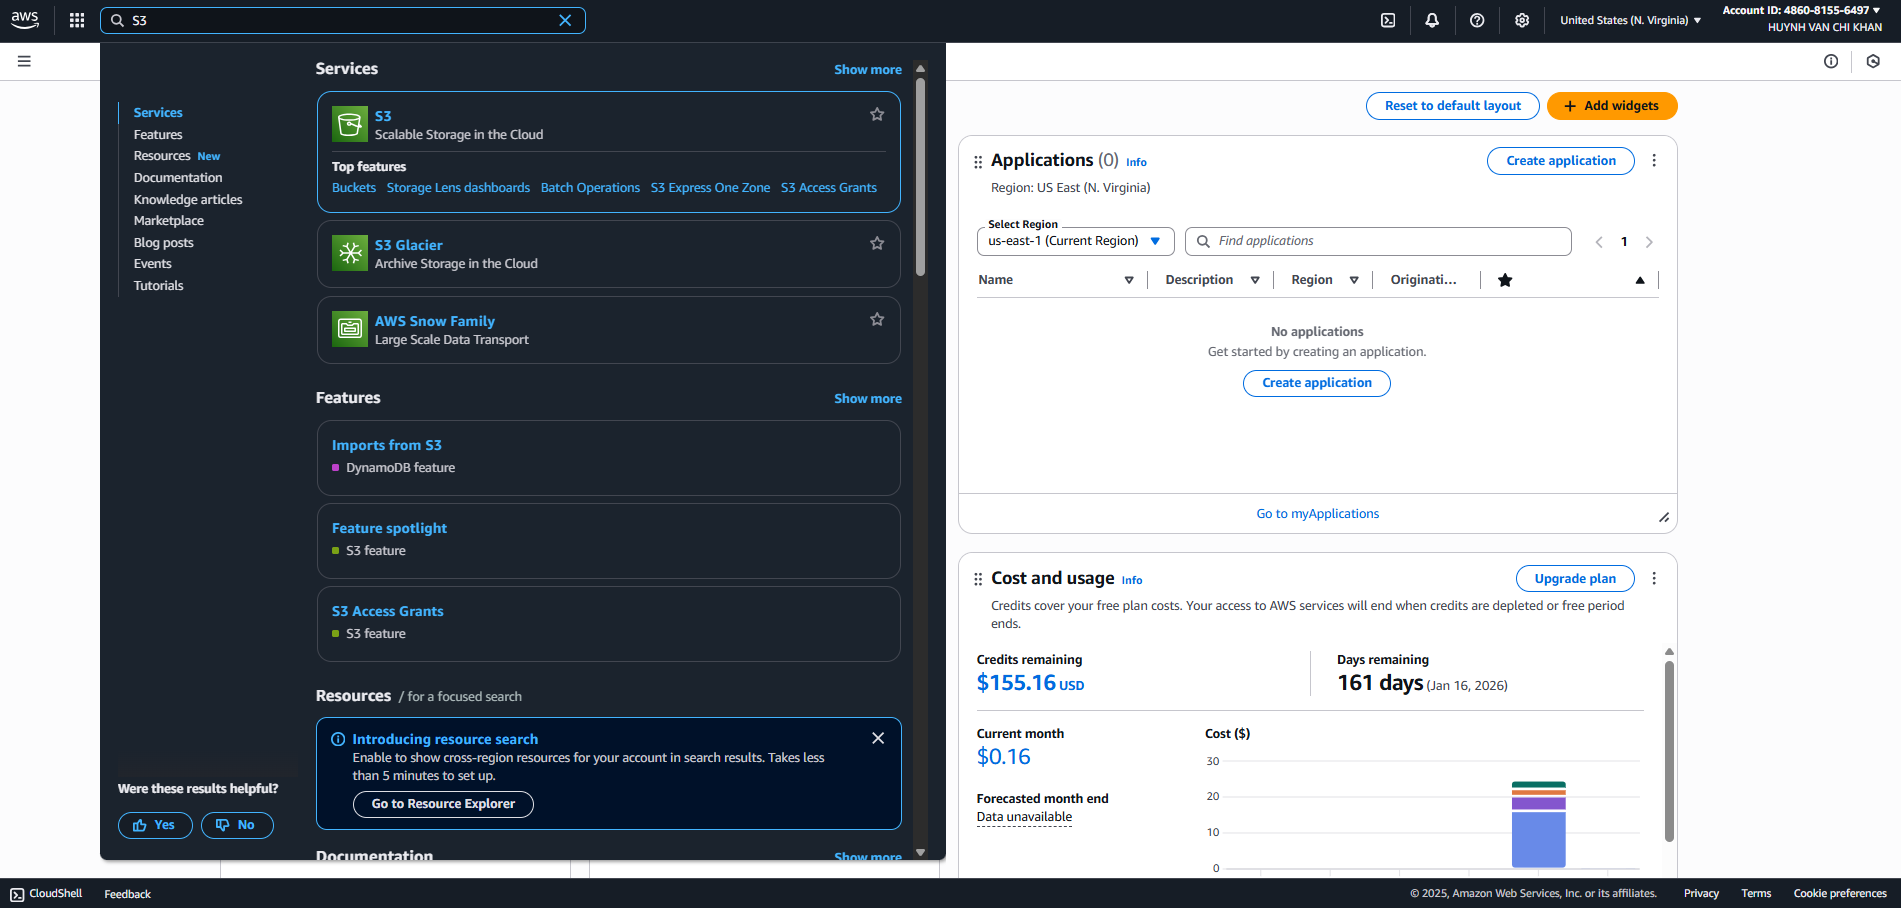 aws
S3
United States (N. Virginia)
Account ID: 4860-8155-6497
HUYNH VAN CHI KHAN
Services
Features
Resources New
Documentation
Knowledge articles
Marketplace
Blog posts
Events
Tutorials
Were these results helpful?
Yes
No
Services
Show more
S3
Scalable Storage in the Cloud
Top features
Buckets Storage Lens dashboards Batch Operations S3 Express One Zone S3 Access Grants
S3 Glacier
Archive Storage in the Cloud
AWS Snow Family
Large Scale Data Transport
Features
Show more
Imports from S3
DynamoDB feature
Feature spotlight
S3 feature
S3 Access Grants
S3 feature
Resources / for a focused search
Introducing resource search
Enable to show cross-region resources for your account in search results. Takes less
than 5 minutes to set up.
Go to Resource Explorer
Documentation
Show more
Reset to default layout
Add widgets
Applications (0) Info
Create application
Region: US East (N. Virginia)
Select Region
us-east-1 (Current Region)
Find applications
1
Name Description Region Originati...
No applications
Get started by creating an application.
Create application
Go to myApplications
Cost and usage Info
Upgrade plan
Credits cover your free plan costs. Your access to AWS services will end when credits are depleted or free period
ends.
Credits remaining
$155.16 USD
Days remaining
161 days (Jan 16, 2026)
Current month
$0.16
Forecasted month end
Data unavailable
Cost ($)
30
20
10
0
CloudShell
Feedback
© 2025, Amazon Web Services, Inc. or its affiliates.
Privacy
Terms
Cookie preferences